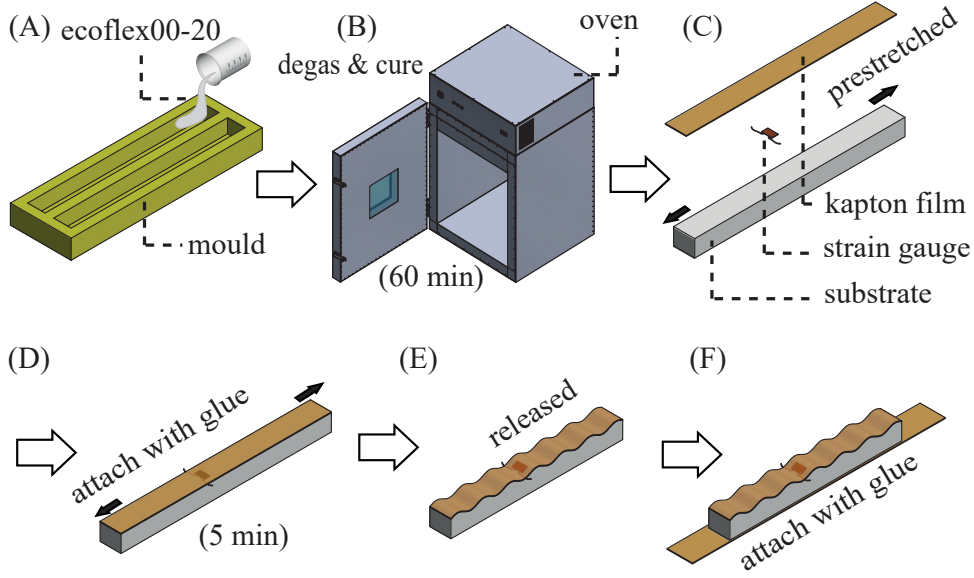 (A)
ecoflex00-20
mould
(B)
degas & cure
oven
(60 min)
(C)
prestretched
kapton film
strain gauge
substrate
(D)
attach with glue
(5 min)
(E)
released
(F)
attach with glue